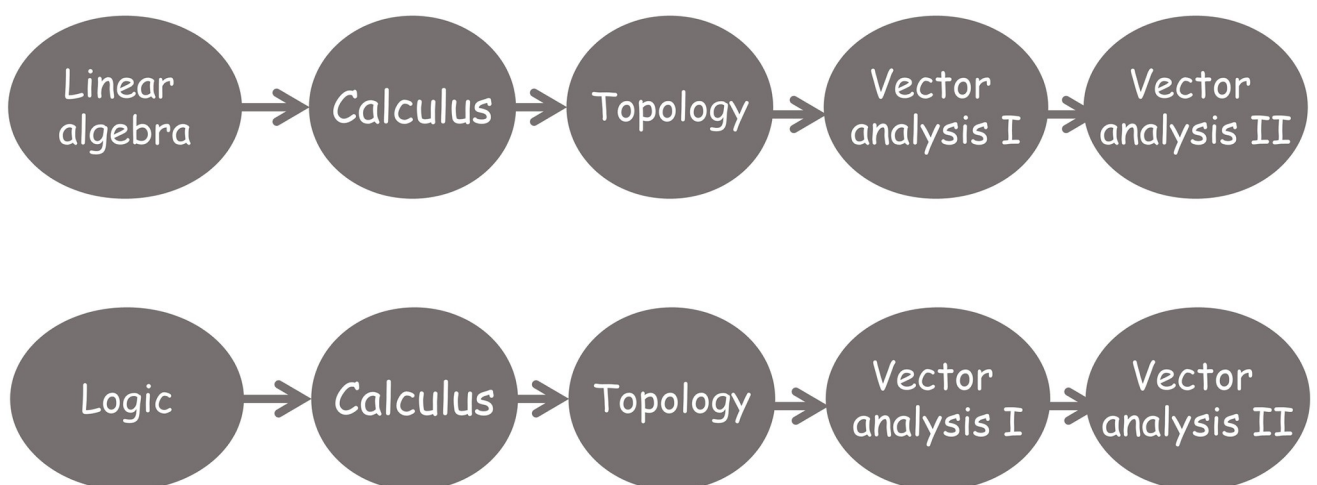 Linear
algebra
Calculus
Topology
Vector
analysis I
Vector
analysis II
Logic
Calculus
Topology
Vector
analysis I
Vector
analysis II